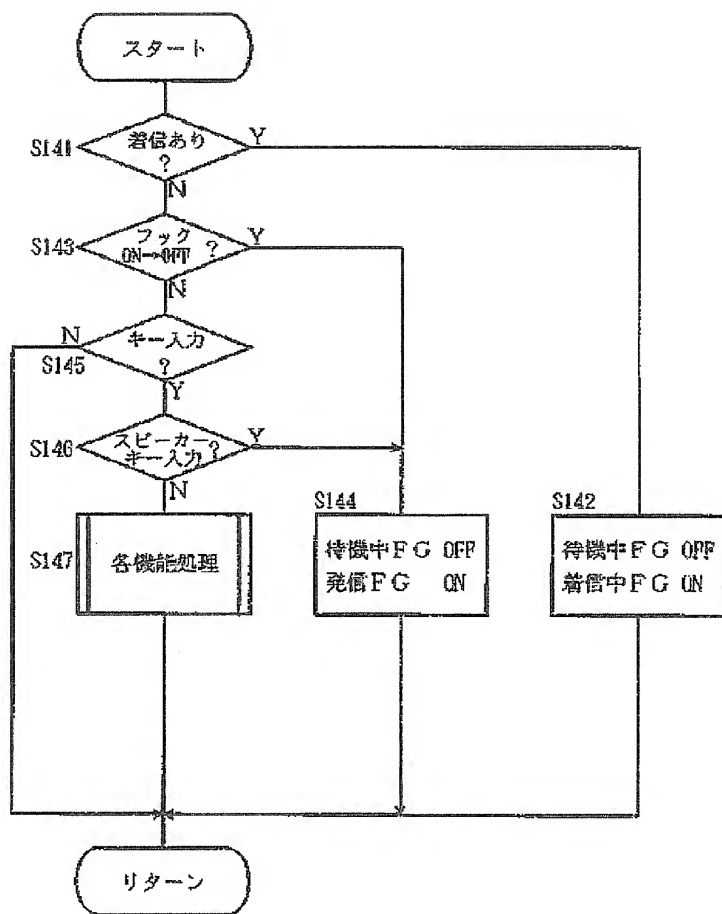 スタート
着信あり
?
Y
S141
N
フック
ON→OFF ?
Y
S143
N
キー入力
?
N
S145
Y
スピーカー
キー入力?
Y
S146
N
S147
各機能処理
S144
待機中FG OFF
発信FG ON
S142
待機中FG OFF
着信中FG ON
リターン